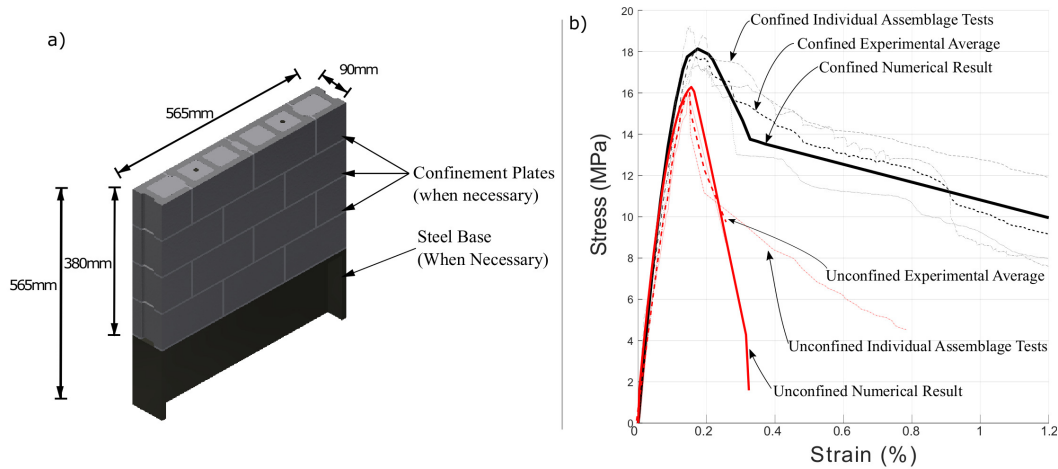 a)
90mm
565mm
Confinement Plates
(when necessary)
Steel Base
(When Necessary)
380mm
565mm
b)
20
18
16
14
12
10
8
6
4
2
0
Stress (MPa)
0
0.2
0.4
0.6
0.8
1
1.2
Strain (%)
Confined Individual Assemblage Tests
Confined Experimental Average
Confined Numerical Result
Unconfined Experimental Average
Unconfined Individual Assemblage Tests
Unconfined Numerical Result